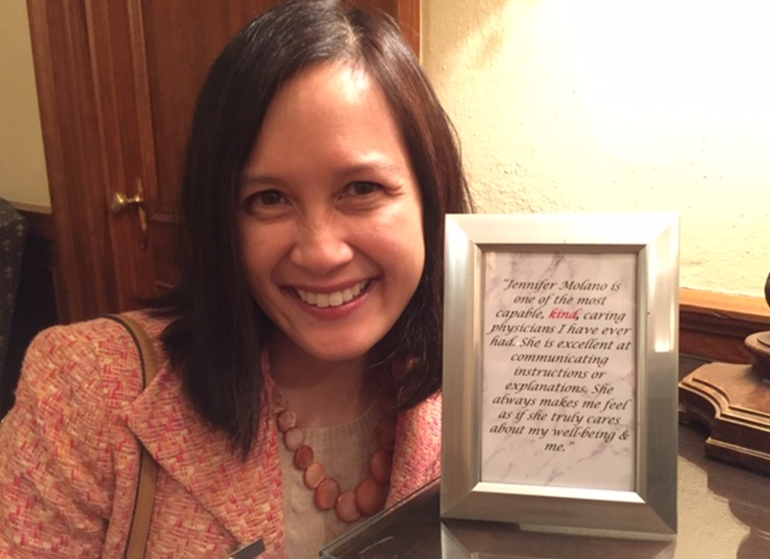 "Jennifer Molano is
one of the most
capable, kind, caring
physicians I have ever
had. She is excellent at
communicating
instructions or
explanations. She
always makes me feel
as if she truly cares
about my well-being &
me."